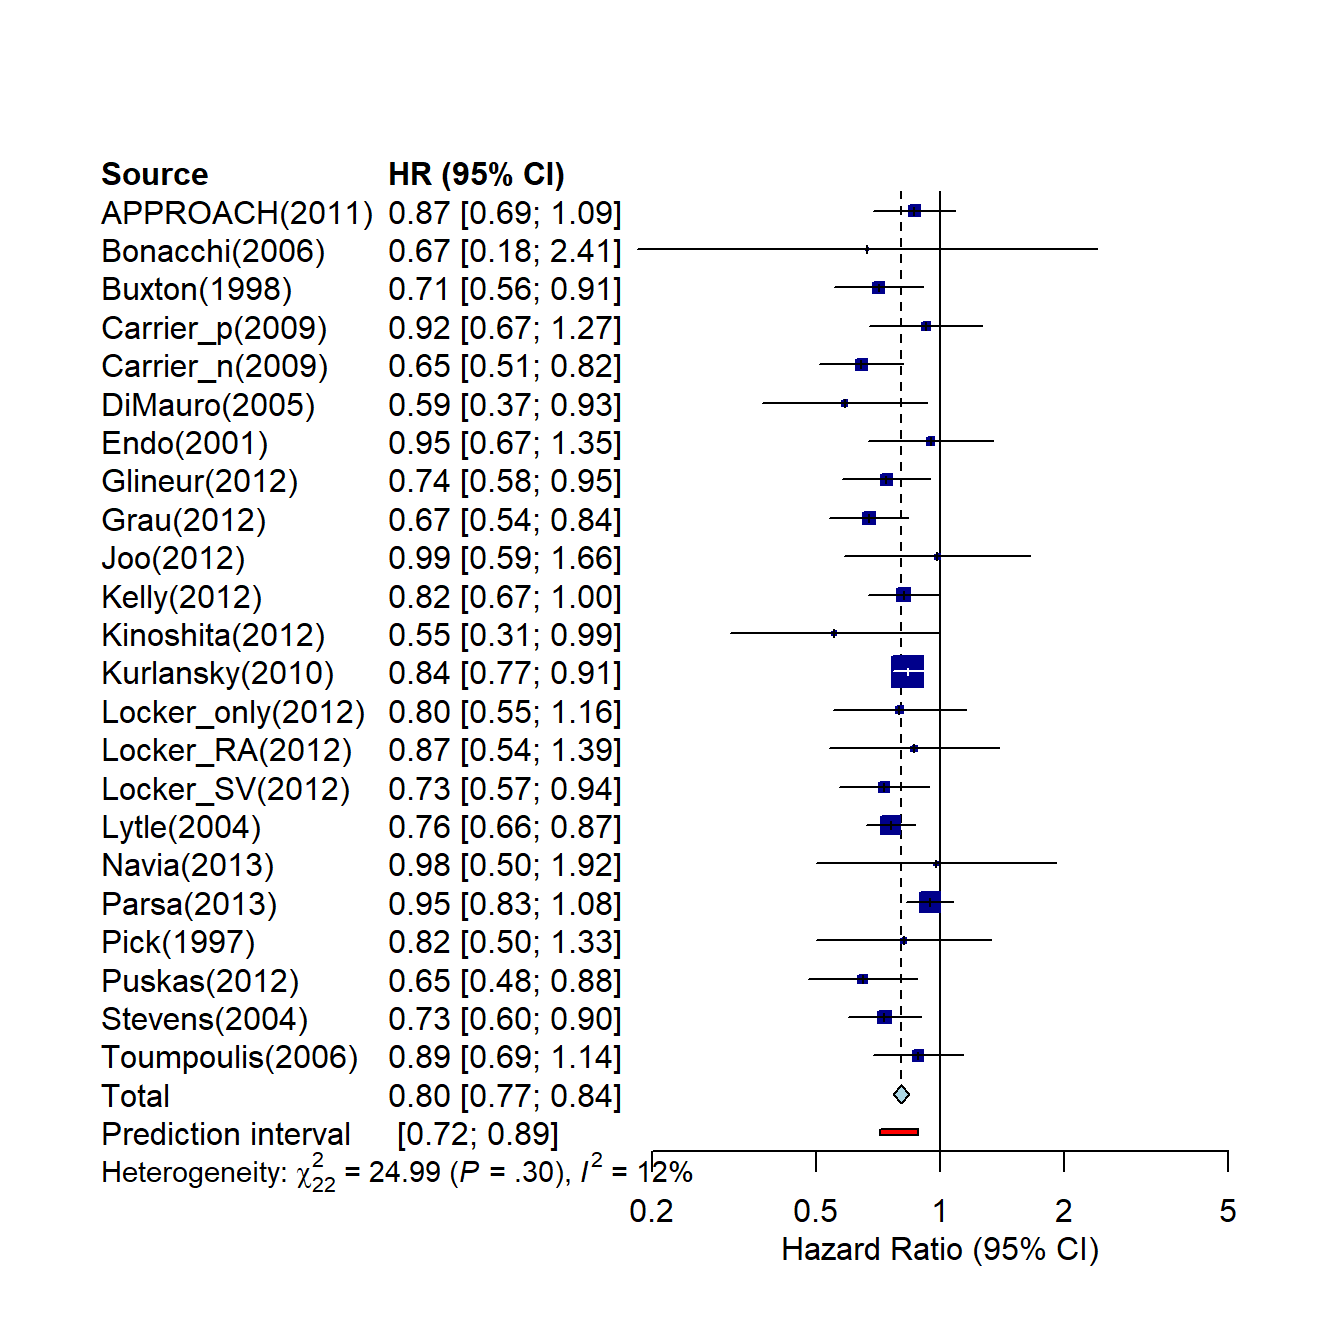 Source HR (95% CI)
APPROACH(2011) 0.87 [0.69; 1.09]
Bonacchi(2006) 0.67 [0.18; 2.41]
Buxton(1998) 0.71 [0.56; 0.91]
Carrier_p(2009) 0.92 [0.67; 1.27]
Carrier_n(2009) 0.65 [0.51; 0.82]
DiMauro(2005) 0.59 [0.37; 0.93]
Endo(2001) 0.95 [0.67; 1.35]
Glineur(2012) 0.74 [0.58; 0.95]
Grau(2012) 0.67 [0.54; 0.84]
Joo(2012) 0.99 [0.59; 1.66]
Kelly(2012) 0.82 [0.67; 1.00]
Kinoshita(2012) 0.55 [0.31; 0.99]
Kurlansky(2010) 0.84 [0.77; 0.91]
Locker_only(2012) 0.80 [0.55; 1.16]
Locker_RA(2012) 0.87 [0.54; 1.39]
Locker_SV(2012) 0.73 [0.57; 0.94]
Lytle(2004) 0.76 [0.66; 0.87]
Navia(2013) 0.98 [0.50; 1.92]
Parsa(2013) 0.95 [0.83; 1.08]
Pick(1997) 0.82 [0.50; 1.33]
Puskas(2012) 0.65 [0.48; 0.88]
Stevens(2004) 0.73 [0.60; 0.90]
Toumpoulis(2006) 0.89 [0.69; 1.14]
Total 0.80 [0.77; 0.84]
Prediction interval [0.72; 0.89]
Heterogeneity: χ²₂₂ = 24.99 (P = .30), I² = 12%
0.2 0.5 1 2 5
Hazard Ratio (95% CI)